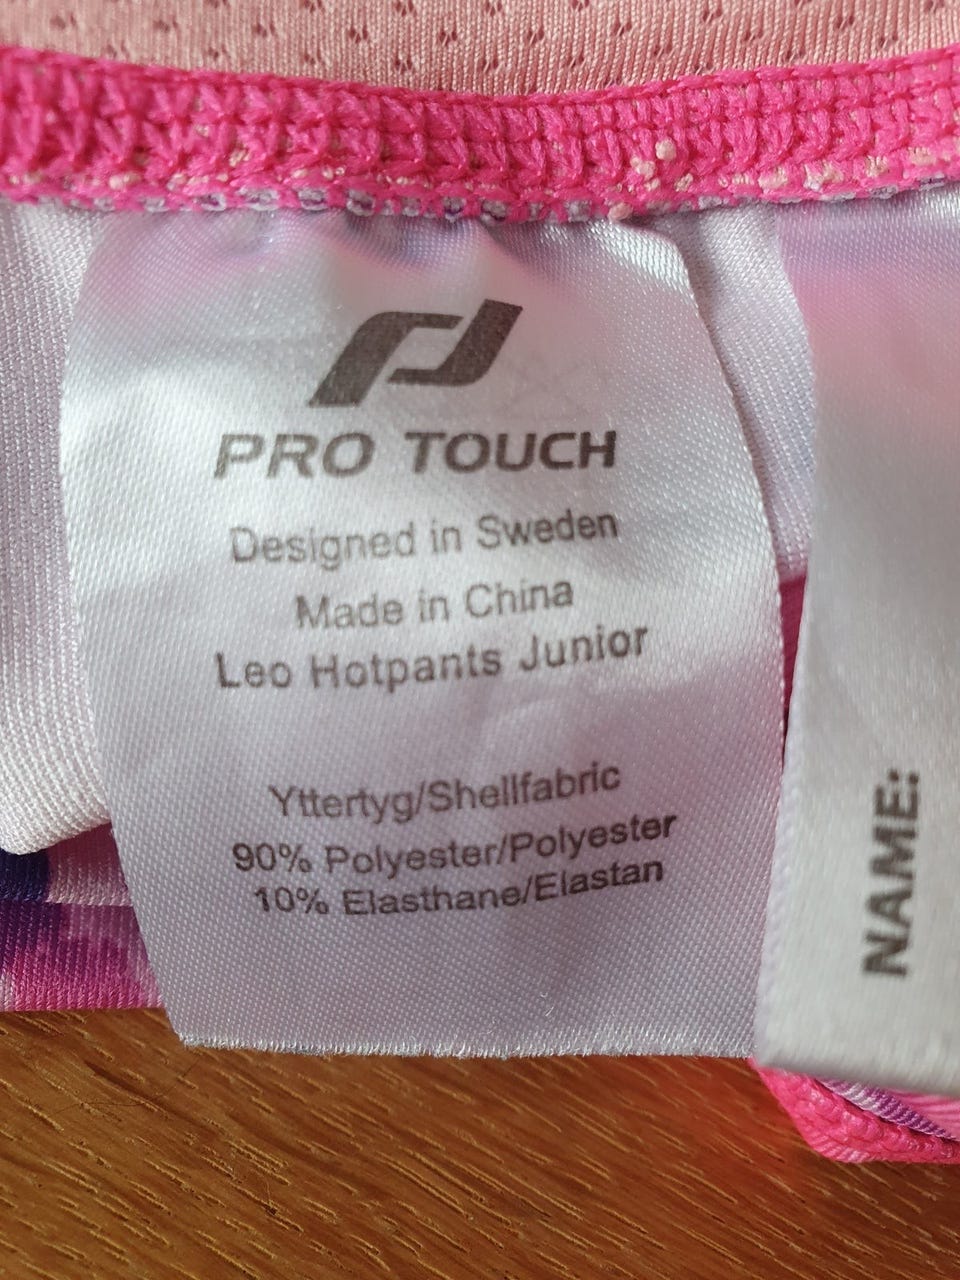 PRO TOUCH
Designed in Sweden
Made in China
Leo Hotpants Junior
Yttertyg/Shellfabric
90% Polyester/Polyester
10% Elasthane/Elastan
NAME: